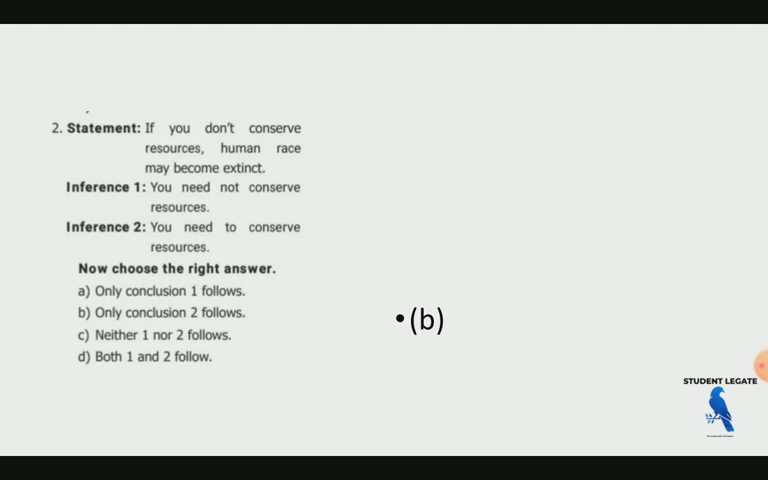 2. Statement: If you don't conserve
resources, human race
may become extinct.
Inference 1: You need not conserve
resources.
Inference 2: You need to conserve
resources.
Now choose the right answer.
a) Only conclusion 1 follows.
b) Only conclusion 2 follows.
c) Neither 1 nor 2 follows.
d) Both 1 and 2 follow.
•(b)
STUDENT LEGATE